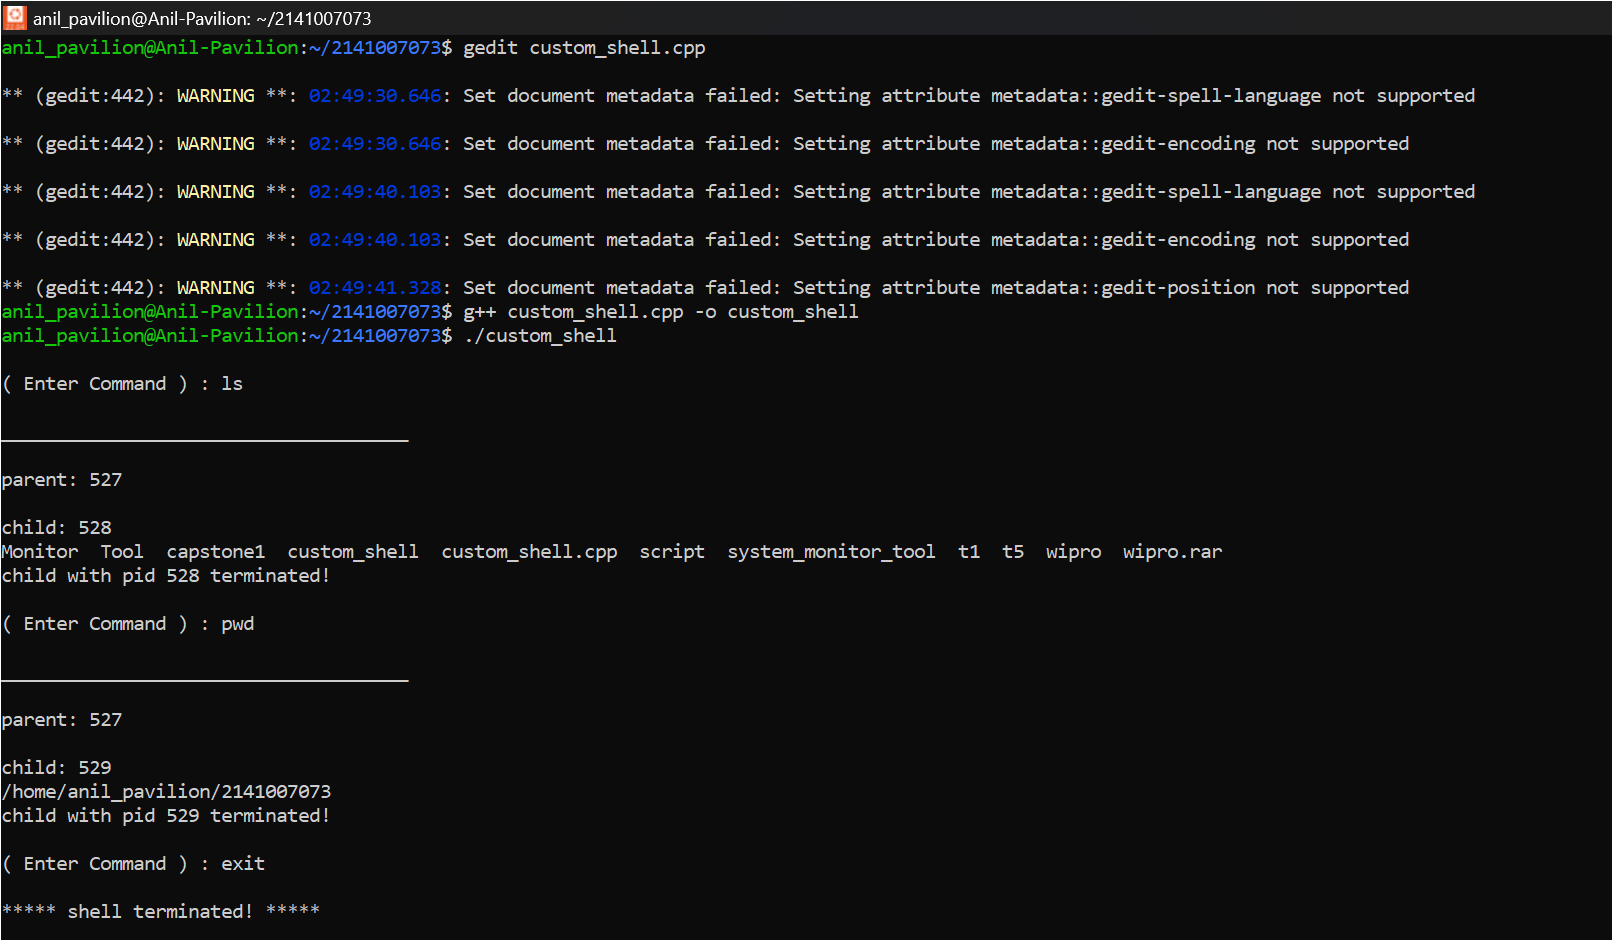 anil_pavilion@Anil-Pavilion: ~/2141007073
anil_pavilion@Anil-Pavilion:~/2141007073$ gedit custom_shell.cpp
** (gedit:442): WARNING **: 02:49:30.646: Set document metadata failed: Setting attribute metadata::gedit-spell-language not supported
** (gedit:442): WARNING **: 02:49:30.646: Set document metadata failed: Setting attribute metadata::gedit-encoding not supported
** (gedit:442): WARNING **: 02:49:40.103: Set document metadata failed: Setting attribute metadata::gedit-spell-language not supported
** (gedit:442): WARNING **: 02:49:40.103: Set document metadata failed: Setting attribute metadata::gedit-encoding not supported
** (gedit:442): WARNING **: 02:49:41.328: Set document metadata failed: Setting attribute metadata::gedit-position not supported
anil_pavilion@Anil-Pavilion:~/2141007073$ g++ custom_shell.cpp -o custom_shell
anil_pavilion@Anil-Pavilion:~/2141007073$ ./custom_shell
( Enter Command ) : ls
_____________________________________
parent: 527
child: 528
Monitor  Tool  capstone1  custom_shell  custom_shell.cpp  script  system_monitor_tool  t1  t5  wipro  wipro.rar
child with pid 528 terminated!
( Enter Command ) : pwd
_____________________________________
parent: 527
child: 529
/home/anil_pavilion/2141007073
child with pid 529 terminated!
( Enter Command ) : exit
***** shell terminated! *****